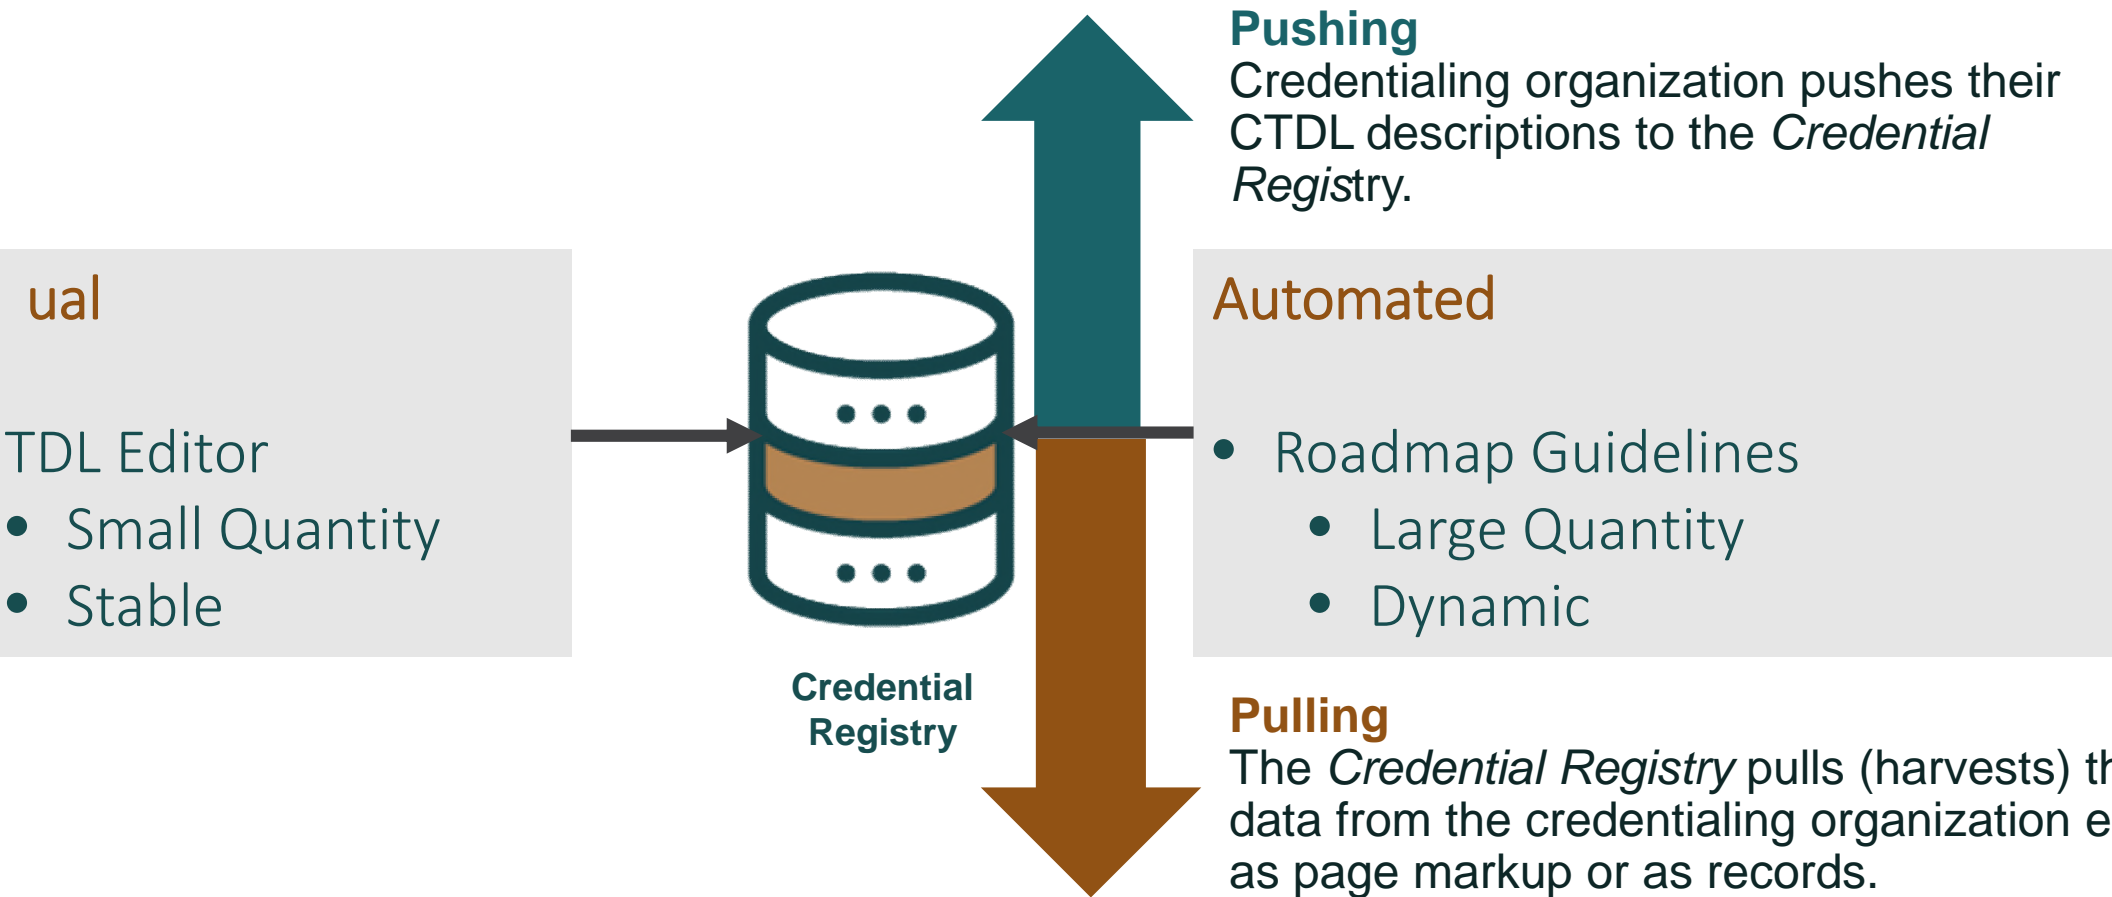 Pushing
Credentialing organization pushes their
CTDL descriptions to the Credential
Registry.
ual
TDL Editor
• Small Quantity
• Stable
Credential
Registry
Automated
• Roadmap Guidelines
• Large Quantity
• Dynamic
Pulling
The Credential Registry pulls (harvests) th
data from the credentialing organization e
as page markup or as records.